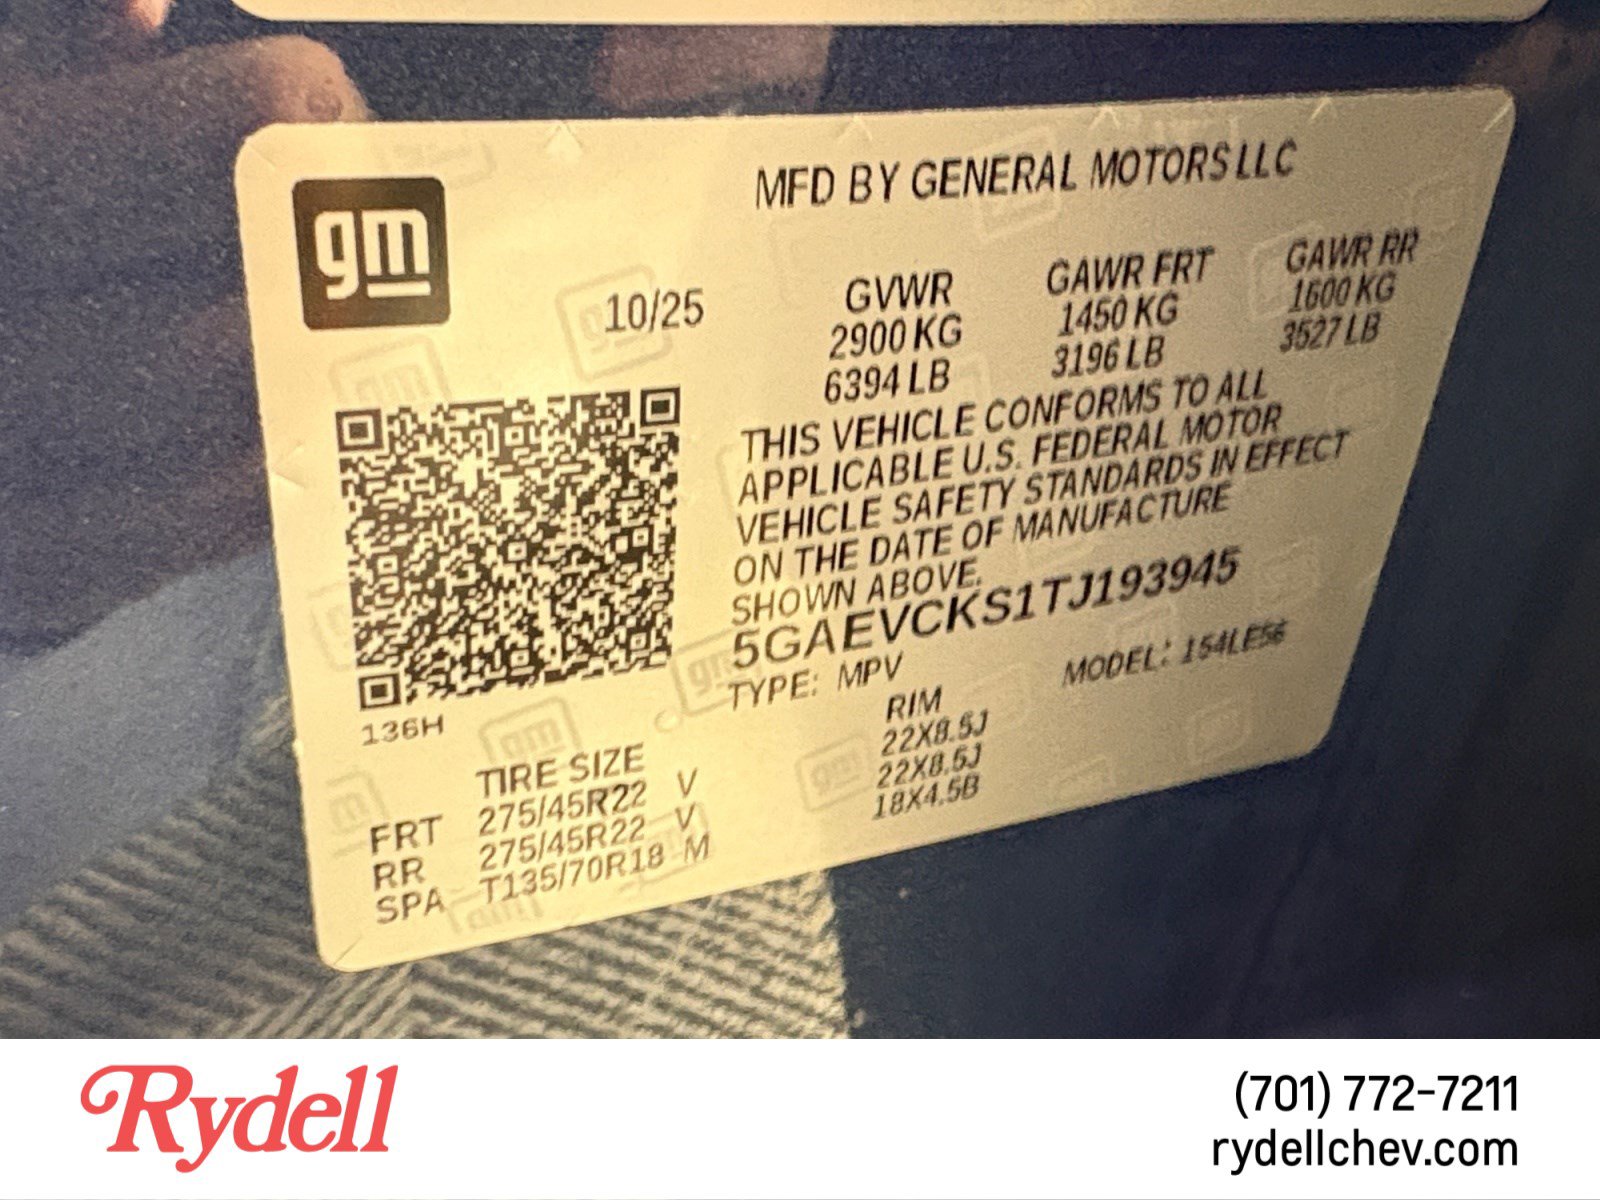 gm
MFD BY GENERAL MOTORS LLC
10/25
GVWR GAWR FRT GAWR RR
2900 KG 1450 KG 1600 KG
6394 LB 3196 LB 3527 LB
THIS VEHICLE CONFORMS TO ALL
APPLICABLE U.S. FEDERAL MOTOR
VEHICLE SAFETY STANDARDS IN EFFECT
ON THE DATE OF MANUFACTURE
SHOWN ABOVE.
5GAEVCKS1TJ193945
TYPE: MPV MODEL: 154LE56
136H
TIRE SIZE RIM
FRT 275/45R22 V 22X8.5J
RR 275/45R22 V 22X8.5J
SPA T135/70R18 M 18X4.5B
Rydell
(701) 772-7211
rydellchev.com